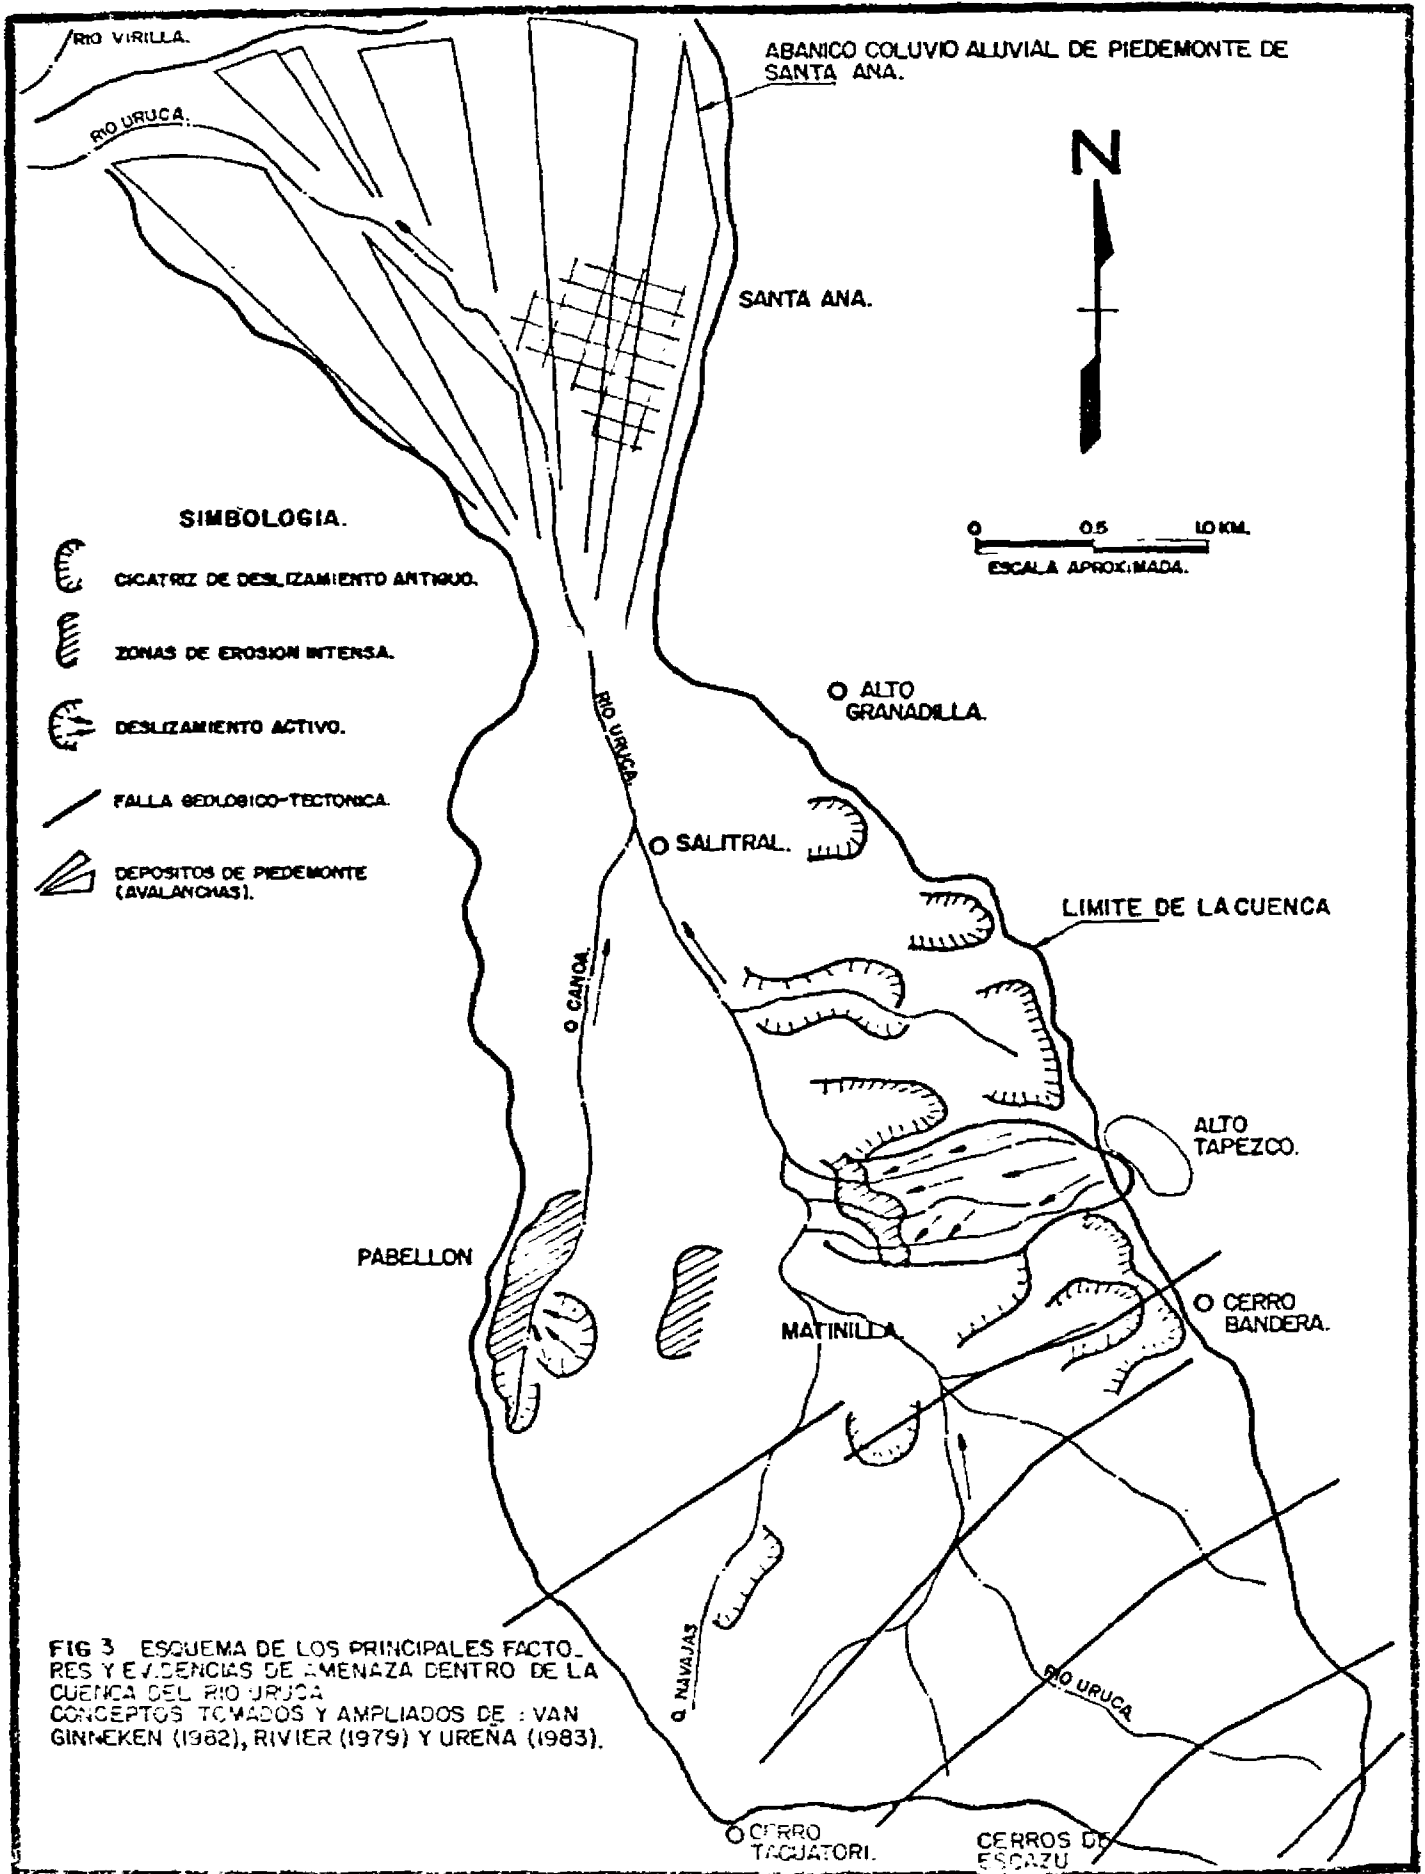 RIO VIRILLA.
ABANICO COLUVIO ALUVIAL DE PIEDEMONTE DE
SANTA ANA.
RIO URUCA.
N
SANTA ANA.
SIMBOLOGIA.
CICATRIZ DE DESLIZAMIENTO ANTIGUO.
ZONAS DE EROSION INTENSA.
DESLIZAMIENTO ACTIVO.
FALLA GEOLOGICO-TECTONICA.
DEPOSITOS DE PIEDEMONTE
(AVALANCHAS).
0 0.5 1.0 KM.
ESCALA APROXIMADA.
ALTO
GRANADILLA.
RIO URUCA.
SALITRAL.
LIMITE DE LA CUENCA
Q CANOA.
ALTO
TAPEZCO.
PABELLON
CERRO
BANDERA.
MATINILLA.
Q NAVAJAS
RIO URUCA
FIG 3 ESQUEMA DE LOS PRINCIPALES FACTO_
RES Y EVIDENCIAS DE AMENAZA DENTRO DE LA
CUENCA DEL RIO URUCA
CONCEPTOS TOMADOS Y AMPLIADOS DE : VAN
GINNEKEN (1962), RIVIER (1979) Y UREÑA (1983).
CERRO
TACUATORI.
CERROS DE
ESCAZU